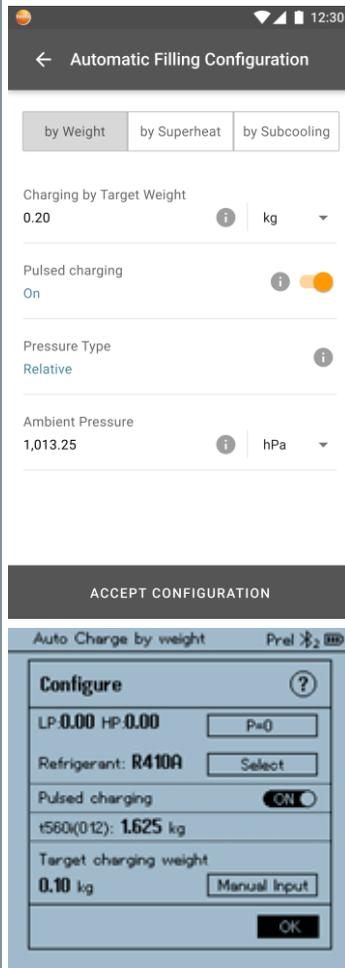 12:30
Automatic Filling Configuration
by Weight by Superheat by Subcooling
Charging by Target Weight
0.20 kg
Pulsed charging
On
Pressure Type
Relative
Ambient Pressure
1,013.25 hPa
ACCEPT CONFIGURATION
Auto Charge by weight Prel 2
Configure ?
LP:0.00 HP:0.00 P=0
Refrigerant: R410A Select
Pulsed charging ON
t560i(012): 1.625 kg
Target charging weight
0.10 kg Manual Input
OK